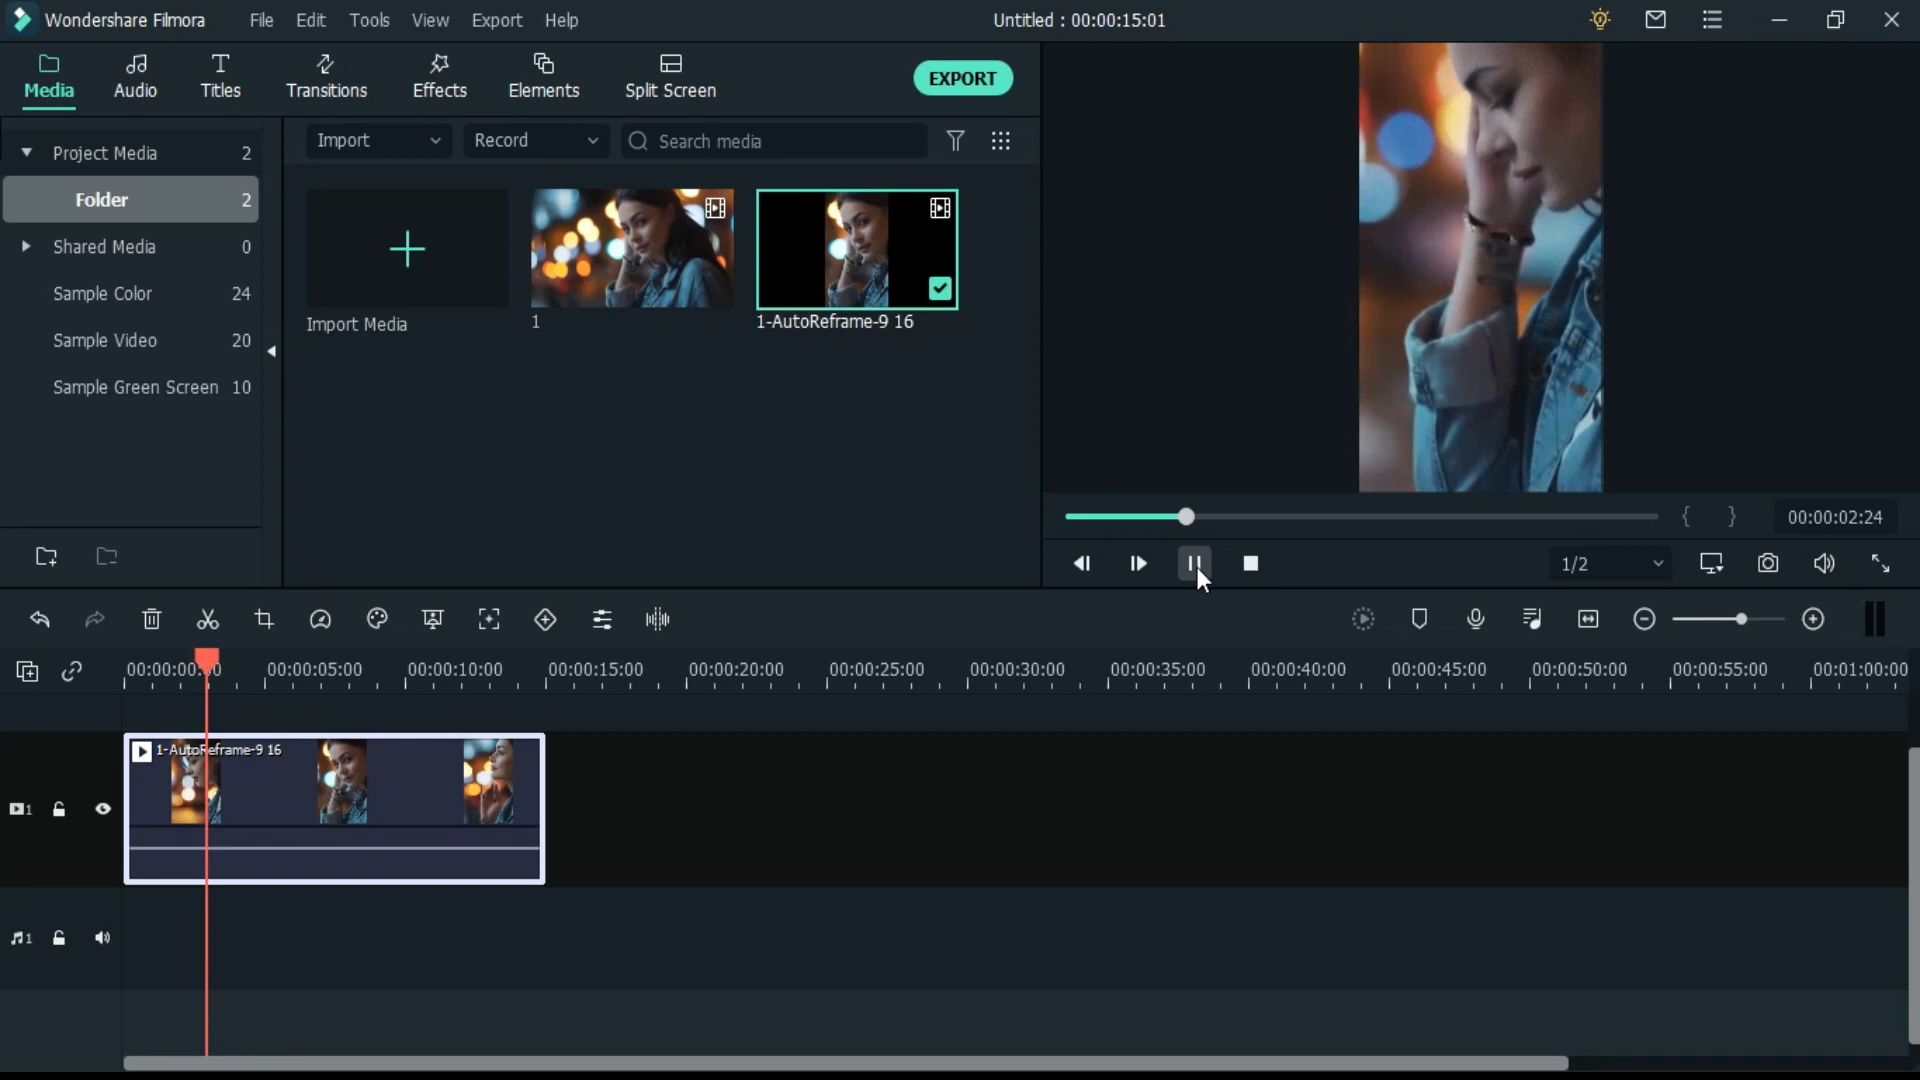 Wondershare Filmora File Edit Tools View Export Help Untitled : 00:00:15:01
Media Audio Titles Transitions Effects Elements Split Screen EXPORT
Import Record Search media
Project Media 2
Folder 2
Shared Media 0
Sample Color 24
Sample Video 20
Sample Green Screen 10
Import Media 1 1-AutoReframe-9 16
{ } 00:00:02:24
1/2
00:00:00:00 00:00:05:00 00:00:10:00 00:00:15:00 00:00:20:00 00:00:25:00 00:00:30:00 00:00:35:00 00:00:40:00 00:00:45:00 00:00:50:00 00:00:55:00 00:01:00:00
1-AutoReframe-9 16
1
1